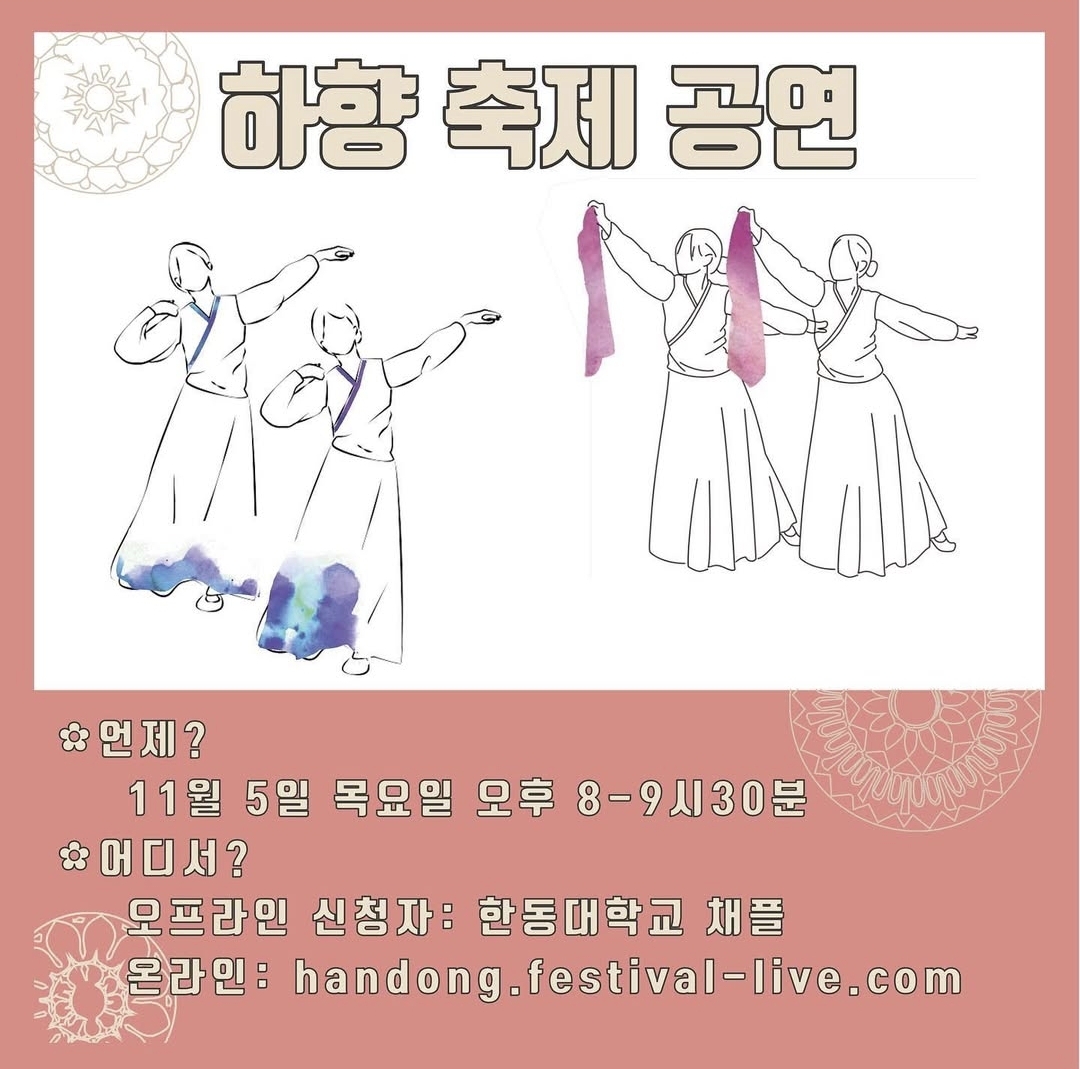 하향 축제 공연
❀언제?
11월 5일 목요일 오후 8-9시30분
❀어디서?
오프라인 신청자: 한동대학교 채플
온라인: handong.festival-live.com